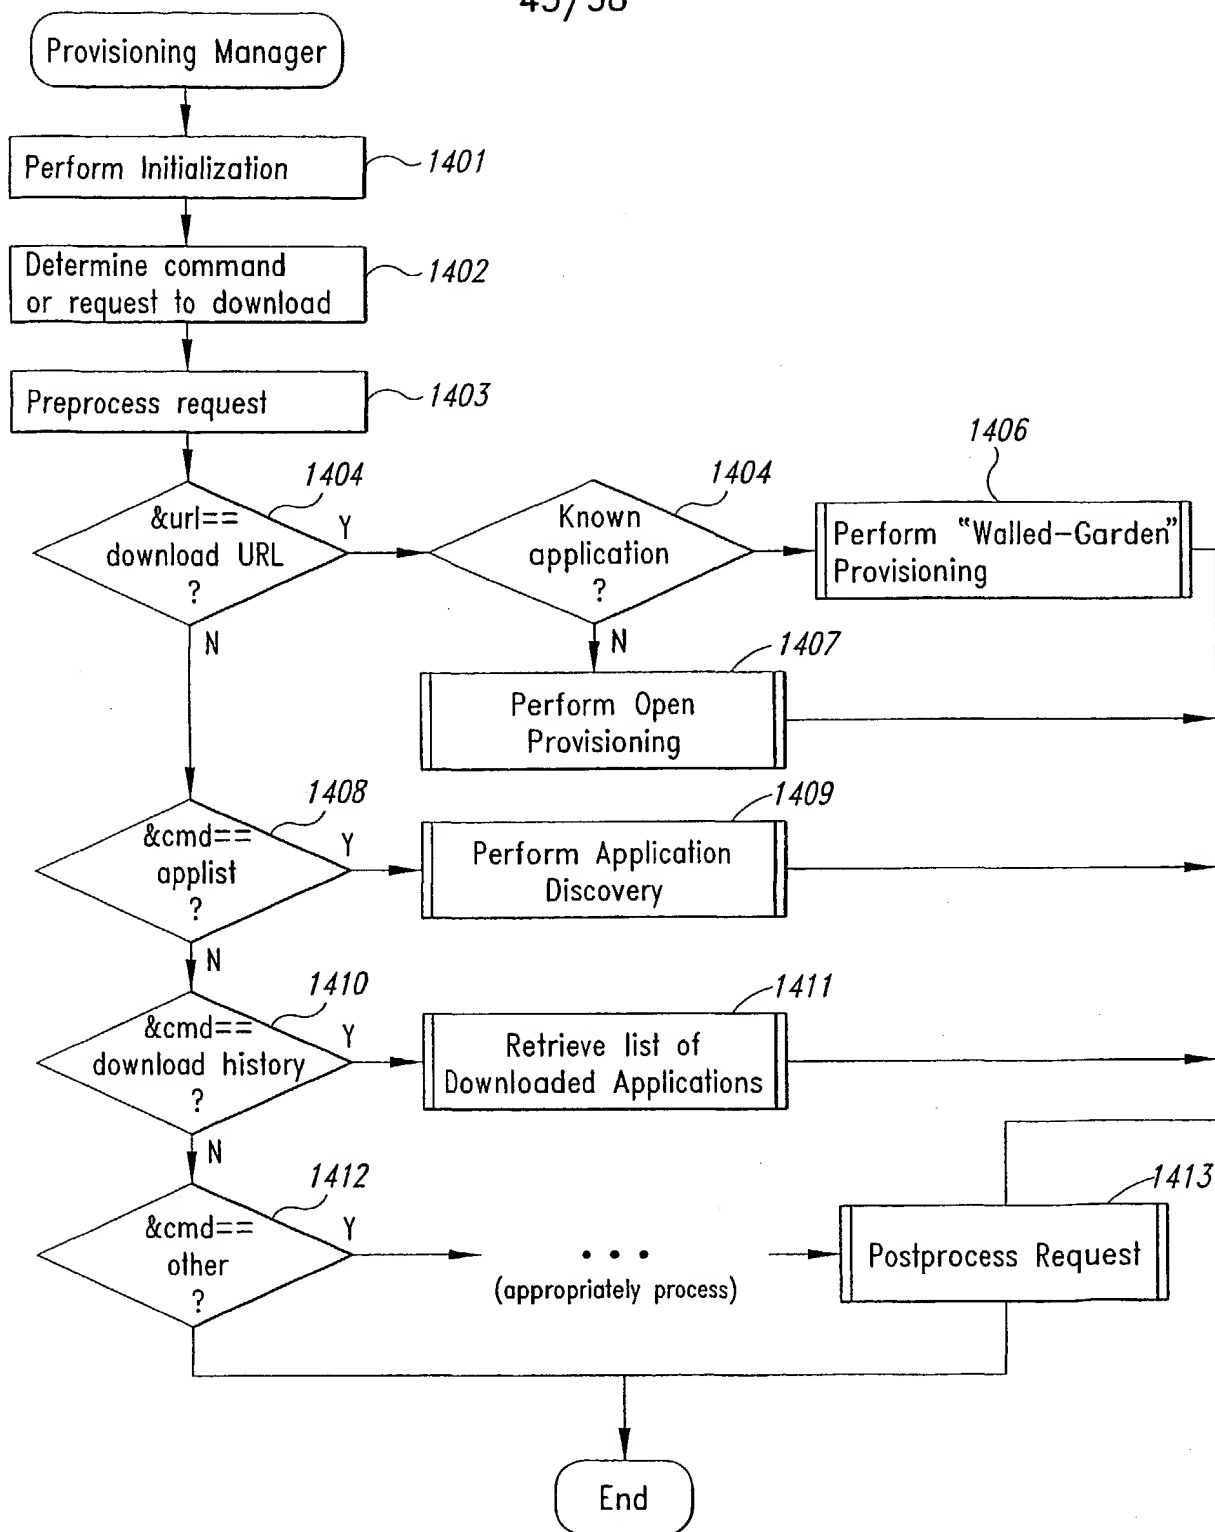 45/58
Provisioning Manager
Perform Initialization
1401
Determine command
or request to download
1402
Preprocess request
1403
&url==
download URL
?
1404
Y
N
Known
application
?
1404
N
1406
Perform “Walled-Garden”
Provisioning
1407
Perform Open
Provisioning
&cmd==
applist
?
1408
Y
N
1409
Perform Application
Discovery
&cmd==
download history
?
1410
Y
N
1411
Retrieve list of
Downloaded Applications
&cmd==
other
?
1412
Y
• • •
(appropriately process)
1413
Postprocess Request
End